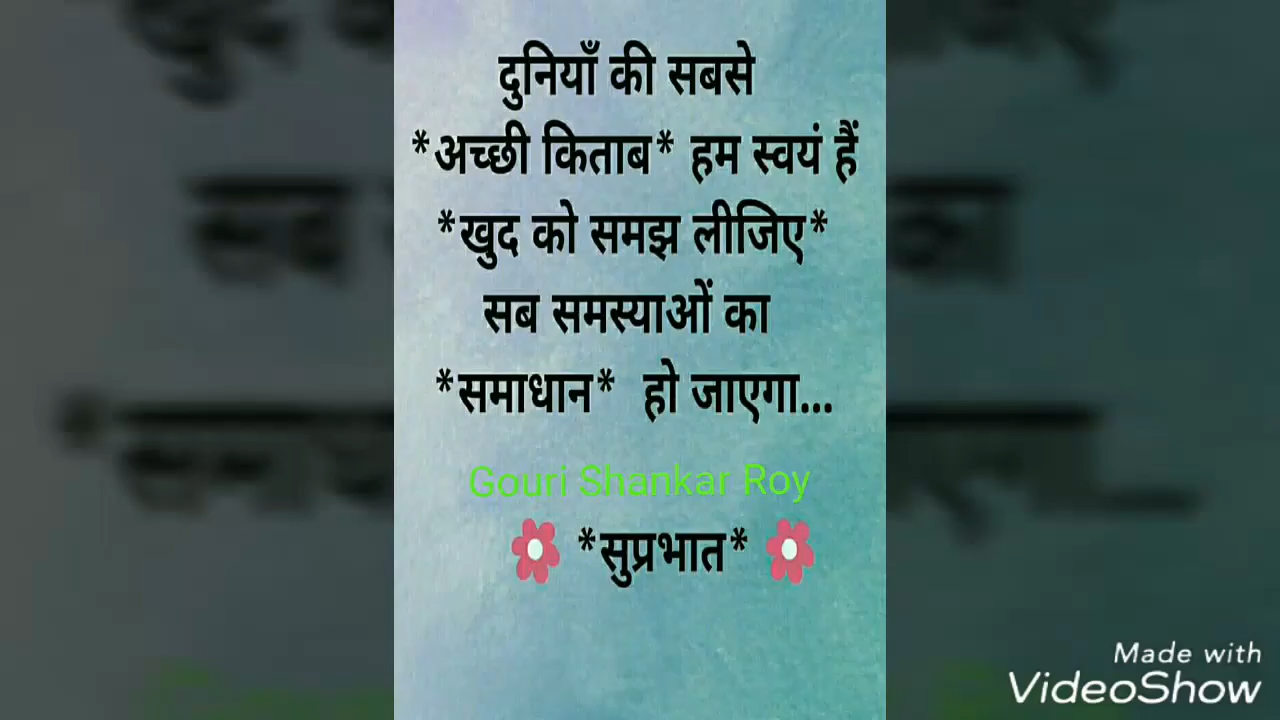 दुनियाँ की सबसे
*अच्छी किताब* हम स्वयं हैं
*खुद को समझ लीजिए*
सब समस्याओं का
*समाधान* हो जाएगा...
Gouri Shankar Roy
*सुप्रभात*
Made with
VideoShow